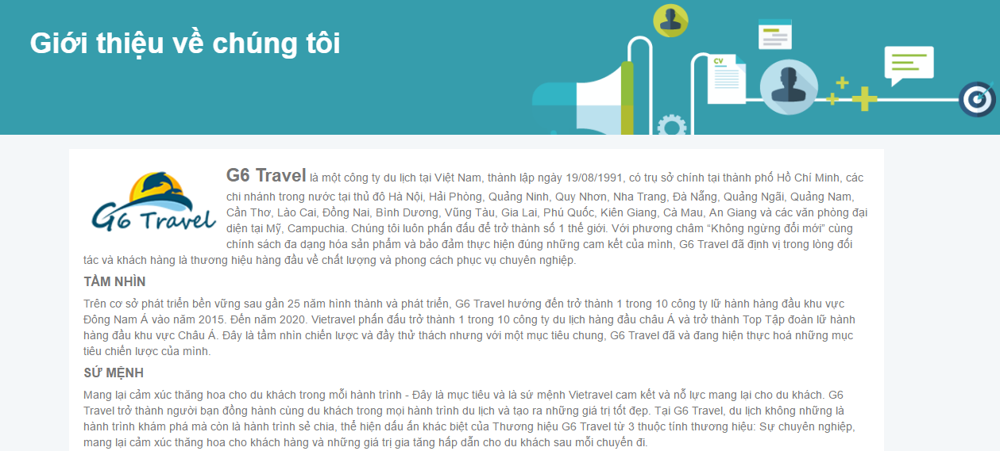 Giới thiệu về chúng tôi
CV
G6 Travel
G6 Travel là một công ty du lịch tại Việt Nam, thành lập ngày 19/08/1991, có trụ sở chính tại thành phố Hồ Chí Minh, các
chi nhánh trong nước tại thủ đô Hà Nội, Hải Phòng, Quảng Ninh, Quy Nhơn, Nha Trang, Đà Nẵng, Quảng Ngãi, Quảng Nam,
Cần Thơ, Lào Cai, Đồng Nai, Bình Dương, Vũng Tàu, Gia Lai, Phú Quốc, Kiên Giang, Cà Mau, An Giang và các văn phòng đại
diện tại Mỹ, Campuchia. Chúng tôi luôn phấn đấu để trở thành số 1 thế giới. Với phương châm “Không ngừng đổi mới” cùng
chính sách đa dạng hóa sản phẩm và bảo đảm thực hiện đúng những cam kết của mình, G6 Travel đã định vị trong lòng đối
tác và khách hàng là thương hiệu hàng đầu về chất lượng và phong cách phục vụ chuyên nghiệp.
TẦM NHÌN
Trên cơ sở phát triển bền vững sau gần 25 năm hình thành và phát triển, G6 Travel hướng đến trở thành 1 trong 10 công ty lữ hành hàng đầu khu vực
Đông Nam Á vào năm 2015. Đến năm 2020. Vietravel phấn đấu trở thành 1 trong 10 công ty du lịch hàng đầu châu Á và trở thành Top Tập đoàn lữ hành
hàng đầu khu vực Châu Á. Đây là tầm nhìn chiến lược và đầy thử thách nhưng với một mục tiêu chung, G6 Travel đã và đang hiện thực hoá những mục
tiêu chiến lược của mình.
SỨ MỆNH
Mang lại cảm xúc thăng hoa cho du khách trong mỗi hành trình - Đây là mục tiêu và là sứ mệnh Vietravel cam kết và nỗ lực mang lại cho du khách. G6
Travel trở thành người bạn đồng hành cùng du khách trong mọi hành trình du lịch và tạo ra những giá trị tốt đẹp. Tại G6 Travel, du lịch không những là
hành trình khám phá mà còn là hành trình sẻ chia, thể hiện dấu ấn khác biệt của Thương hiệu G6 Travel từ 3 thuộc tính thương hiệu: Sự chuyên nghiệp,
mang lại cảm xúc thăng hoa cho khách hàng và những giá trị gia tăng hấp dẫn cho du khách sau mỗi chuyến đi.